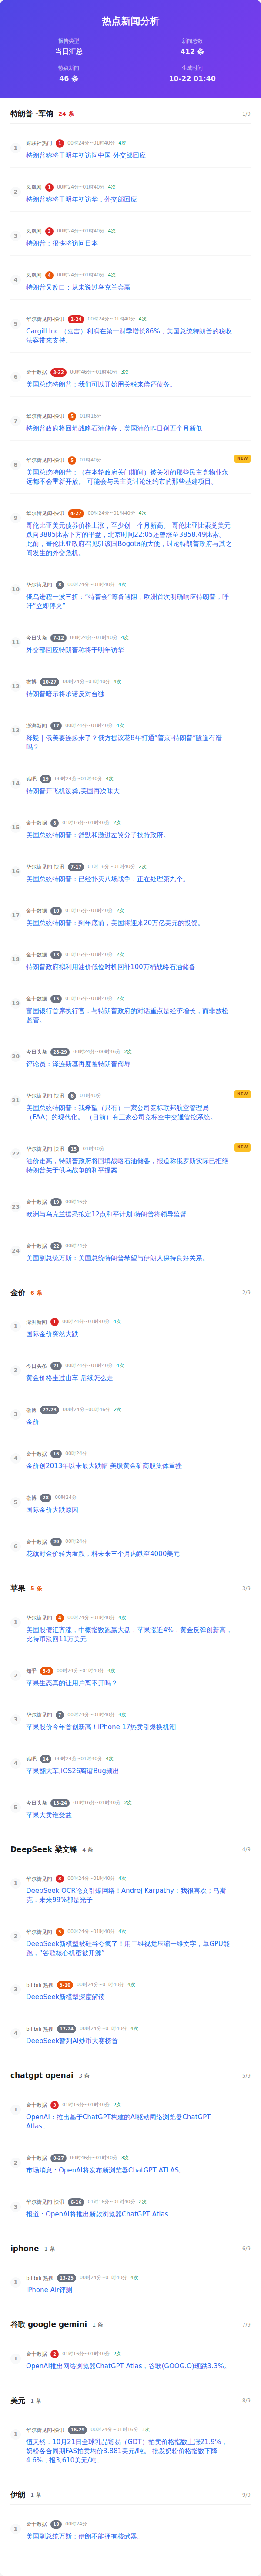 热点新闻分析
报告类型
当日汇总
新闻总数
412 条
热点新闻
46 条
生成时间
10-22 01:40
特朗普 -军饷 24 条 1/9
1
财联社热门 1 00时24分~01时40分 4次
特朗普称将于明年初访问中国 外交部回应
2
凤凰网 1 00时24分~01时40分 4次
特朗普称将于明年初访华，外交部回应
3
凤凰网 3 00时24分~01时40分 4次
特朗普：很快将访问日本
4
凤凰网 4 00时24分~01时40分 4次
特朗普又改口：从未说过乌克兰会赢
5
华尔街见闻-快讯 1-24 00时24分~01时40分 4次
Cargill Inc.（嘉吉）利润在第一财季增长86%，美国总统特朗普的税收
法案带来支持。
6
金十数据 3-22 00时46分~01时40分 3次
美国总统特朗普：我们可以开始用关税来偿还债务。
7
华尔街见闻-快讯 5 01时16分
特朗普政府将回填战略石油储备，美国油价昨日创五个月新低
8
华尔街见闻-快讯 5 01时40分
NEW
美国总统特朗普：（在本轮政府关门期间）被关闭的那些民主党物业永
远都不会重新开放。 可能会与民主党讨论纽约市的那些基建项目。
9
华尔街见闻-快讯 4-27 00时24分~01时40分 4次
哥伦比亚美元债券价格上涨，至少创一个月新高。 哥伦比亚比索兑美元
跌向3885比索下方的平盘，北京时间22:05还曾涨至3858.49比索。
此前，哥伦比亚政府召见驻该国Bogota的大使，讨论特朗普政府与其之
间发生的外交危机。
10
华尔街见闻 8 00时24分~01时40分 4次
俄乌进程一波三折："特普会"筹备遇阻，欧洲首次明确响应特朗普，呼
吁"立即停火"
11
今日头条 7-12 00时24分~01时40分 4次
外交部回应特朗普称将于明年访华
12
微博 16-27 00时24分~01时40分 4次
特朗普暗示将承诺反对台独
13
澎湃新闻 17 00时24分~01时40分 4次
释疑｜俄美要连起来了？俄方提议花8年打通"普京-特朗普"隧道有谱
吗？
14
贴吧 19 00时24分~01时40分 4次
特朗普开飞机泼粪,美国再次味大
15
金十数据 8 01时16分~01时40分 2次
美国总统特朗普：舒默和激进左翼分子挟持政府。
16
华尔街见闻-快讯 7-17 01时16分~01时40分 2次
美国总统特朗普：已经扑灭八场战争，正在处理第九个。
17
金十数据 10 01时16分~01时40分 2次
美国总统特朗普：到年底前，美国将迎来20万亿美元的投资。
18
金十数据 13 01时16分~01时40分 2次
特朗普政府拟利用油价低位时机回补100万桶战略石油储备
19
金十数据 15 01时16分~01时40分 2次
富国银行首席执行官：与特朗普政府的对话重点是经济增长，而非放松
监管。
20
今日头条 28-29 00时24分~00时46分 2次
评论员：泽连斯基再度被特朗普侮辱
21
华尔街见闻-快讯 6 01时40分
NEW
美国总统特朗普：我希望（只有）一家公司竞标联邦航空管理局
（FAA）的现代化。 （目前）有三家公司竞标空中交通管控系统。
22
华尔街见闻-快讯 15 01时40分
NEW
油价走高，特朗普政府将回填战略石油储备，报道称俄罗斯实际已拒绝
特朗普关于俄乌战争的和平提案
23
金十数据 19 00时46分
欧洲与乌克兰据悉拟定12点和平计划 特朗普将领导监督
24
金十数据 22 00时24分
美国副总统万斯：美国总统特朗普希望与伊朗人保持良好关系。
金价 6 条 2/9
1
澎湃新闻 1 00时24分~01时40分 4次
国际金价突然大跌
2
今日头条 21 00时24分~01时40分 4次
黄金价格坐过山车 后续怎么走
3
微博 22-23 00时24分~00时46分 2次
金价
4
金十数据 16 00时24分
金价创2013年以来最大跌幅 美股黄金矿商股集体重挫
5
微博 28 00时24分
国际金价大跌原因
6
金十数据 29 00时24分
花旗对金价转为看跌，料未来三个月内跌至4000美元
苹果 5 条 3/9
1
华尔街见闻 4 00时24分~01时40分 4次
美国股债汇齐涨，中概指数跑赢大盘，苹果涨近4%，黄金反弹创新高，
比特币涨回11万美元
2
知乎 5-9 00时24分~01时40分 4次
苹果生态真的让用户离不开吗？
3
华尔街见闻 7 00时24分~01时40分 4次
苹果股价今年首创新高！iPhone 17热卖引爆换机潮
4
贴吧 14 00时24分~01时40分 4次
苹果翻大车,iOS26离谱Bug频出
5
今日头条 13-24 01时16分~01时40分 2次
苹果大卖谁受益
DeepSeek 梁文锋 4 条 4/9
1
华尔街见闻 3 00时24分~01时40分 4次
DeepSeek OCR论文引爆网络！Andrej Karpathy：我很喜欢；马斯
克：未来99%都是光子
2
华尔街见闻 5 00时24分~01时40分 4次
DeepSeek新模型被硅谷夸疯了！用二维视觉压缩一维文字，单GPU能
跑，"谷歌核心机密被开源"
3
bilibili 热搜 5-10 00时24分~01时40分 4次
DeepSeek新模型深度解读
4
bilibili 热搜 17-24 00时24分~01时40分 4次
DeepSeek暂列AI炒币大赛榜首
chatgpt openai 3 条 5/9
1
金十数据 3 01时16分~01时40分 2次
OpenAI：推出基于ChatGPT构建的AI驱动网络浏览器ChatGPT
Atlas。
2
金十数据 6-27 00时46分~01时40分 3次
市场消息：OpenAI将发布新浏览器ChatGPT ATLAS。
3
华尔街见闻-快讯 6-16 01时16分~01时40分 2次
报道：OpenAI将推出新款浏览器ChatGPT Atlas
iphone 1 条 6/9
1
bilibili 热搜 13-25 00时24分~01时40分 4次
iPhone Air评测
谷歌 google gemini 1 条 7/9
1
金十数据 2 01时16分~01时40分 2次
OpenAI推出网络浏览器ChatGPT Atlas，谷歌(GOOG.O)现跌3.3%。
美元 1 条 8/9
1
华尔街见闻-快讯 16-29 00时24分~01时16分 3次
恒天然：10月21日全球乳品贸易（GDT）拍卖价格指数上涨21.9%，
奶粉各合同期FAS拍卖均价3.881美元/吨。 批发奶粉价格指数下降
4.6%，报3,610美元/吨。
伊朗 1 条 9/9
1
金十数据 18 00时24分
美国副总统万斯：伊朗不能拥有核武器。